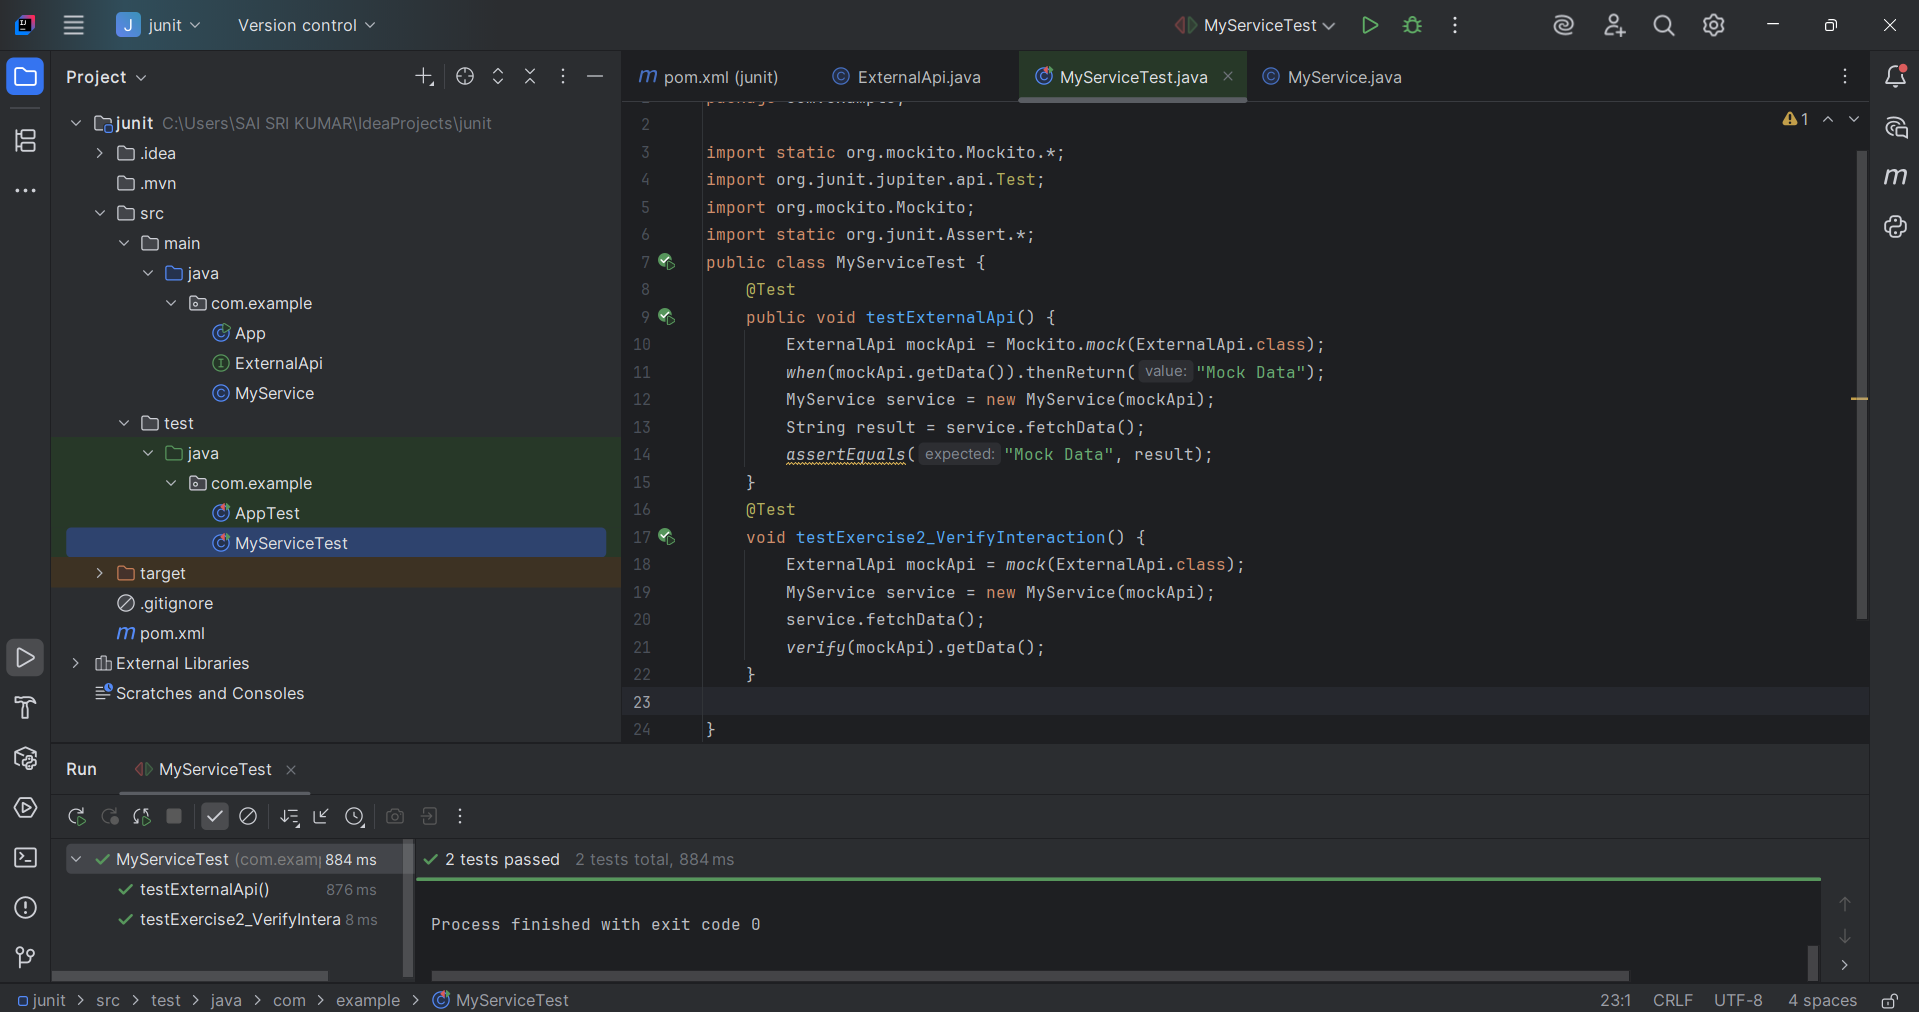 J junit Version control MyServiceTest
Project
junit C:\Users\SAI SRI KUMAR\IdeaProjects\junit
.idea
.mvn
src
main
java
com.example
App
ExternalApi
MyService
test
java
com.example
AppTest
MyServiceTest
target
.gitignore
pom.xml
External Libraries
Scratches and Consoles
pom.xml (junit) ExternalApi.java MyServiceTest.java MyService.java
1
2
3 import static org.mockito.Mockito.*;
4 import org.junit.jupiter.api.Test;
5 import org.mockito.Mockito;
6 import static org.junit.Assert.*;
7 public class MyServiceTest {
8 @Test
9 public void testExternalApi() {
10 ExternalApi mockApi = Mockito.mock(ExternalApi.class);
11 when(mockApi.getData()).thenReturn( value: "Mock Data");
12 MyService service = new MyService(mockApi);
13 String result = service.fetchData();
14 assertEquals( expected: "Mock Data", result);
15 }
16 @Test
17 void testExercise2_VerifyInteraction() {
18 ExternalApi mockApi = mock(ExternalApi.class);
19 MyService service = new MyService(mockApi);
20 service.fetchData();
21 verify(mockApi).getData();
22 }
23
24 }
Run MyServiceTest
MyServiceTest (com.examp 884 ms
testExternalApi() 876 ms
testExercise2_VerifyIntera 8 ms
2 tests passed 2 tests total, 884 ms
Process finished with exit code 0
junit > src > test > java > com > example > MyServiceTest
23:1 CRLF UTF-8 4 spaces